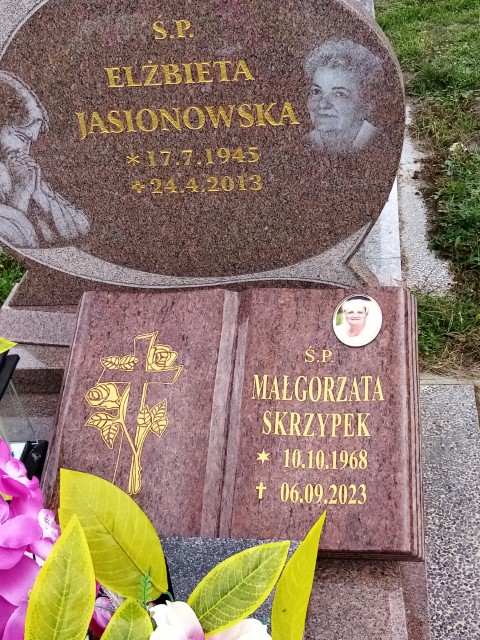 Ś.P.
ELŻBIETA
JASIONOWSKA
* 17.7.1945
✝ 24.4.2013
Ś.P.
MAŁGORZATA
SKRZYPEK
* 10.10.1968
✝ 06.09.2023